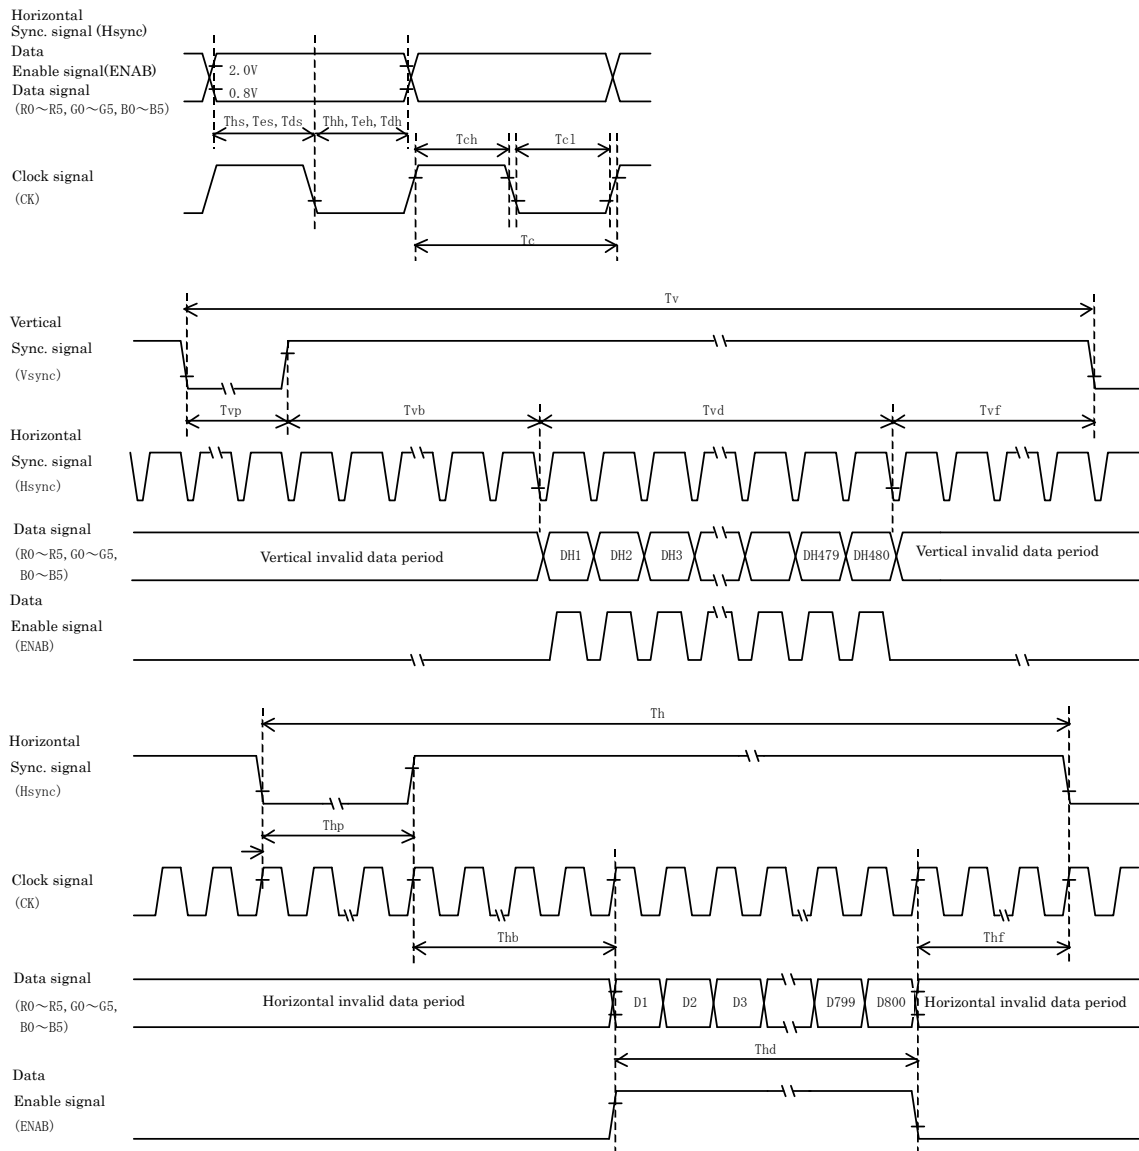 Horizontal
Sync. signal (Hsync)
Data
Enable signal(ENAB)
Data signal
(R0～R5, G0～G5, B0～B5)
2.0V
0.8V
Ths, Tes, Tds
Thh, Teh, Tdh
Tch
Tcl
Clock signal
(CK)
Tc
Tv
Vertical
Sync. signal
(Vsync)
Tvp
Tvb
Tvd
Tvf
Horizontal
Sync. signal
(Hsync)
Data signal
(R0～R5, G0～G5,
B0～B5)
Vertical invalid data period
DH1
DH2
DH3
DH479
DH480
Vertical invalid data period
Data
Enable signal
(ENAB)
Th
Horizontal
Sync. signal
(Hsync)
Thp
Clock signal
(CK)
Thb
Thf
Data signal
(R0～R5, G0～G5,
B0～B5)
Horizontal invalid data period
D1
D2
D3
D799
D800
Horizontal invalid data period
Thd
Data
Enable signal
(ENAB)